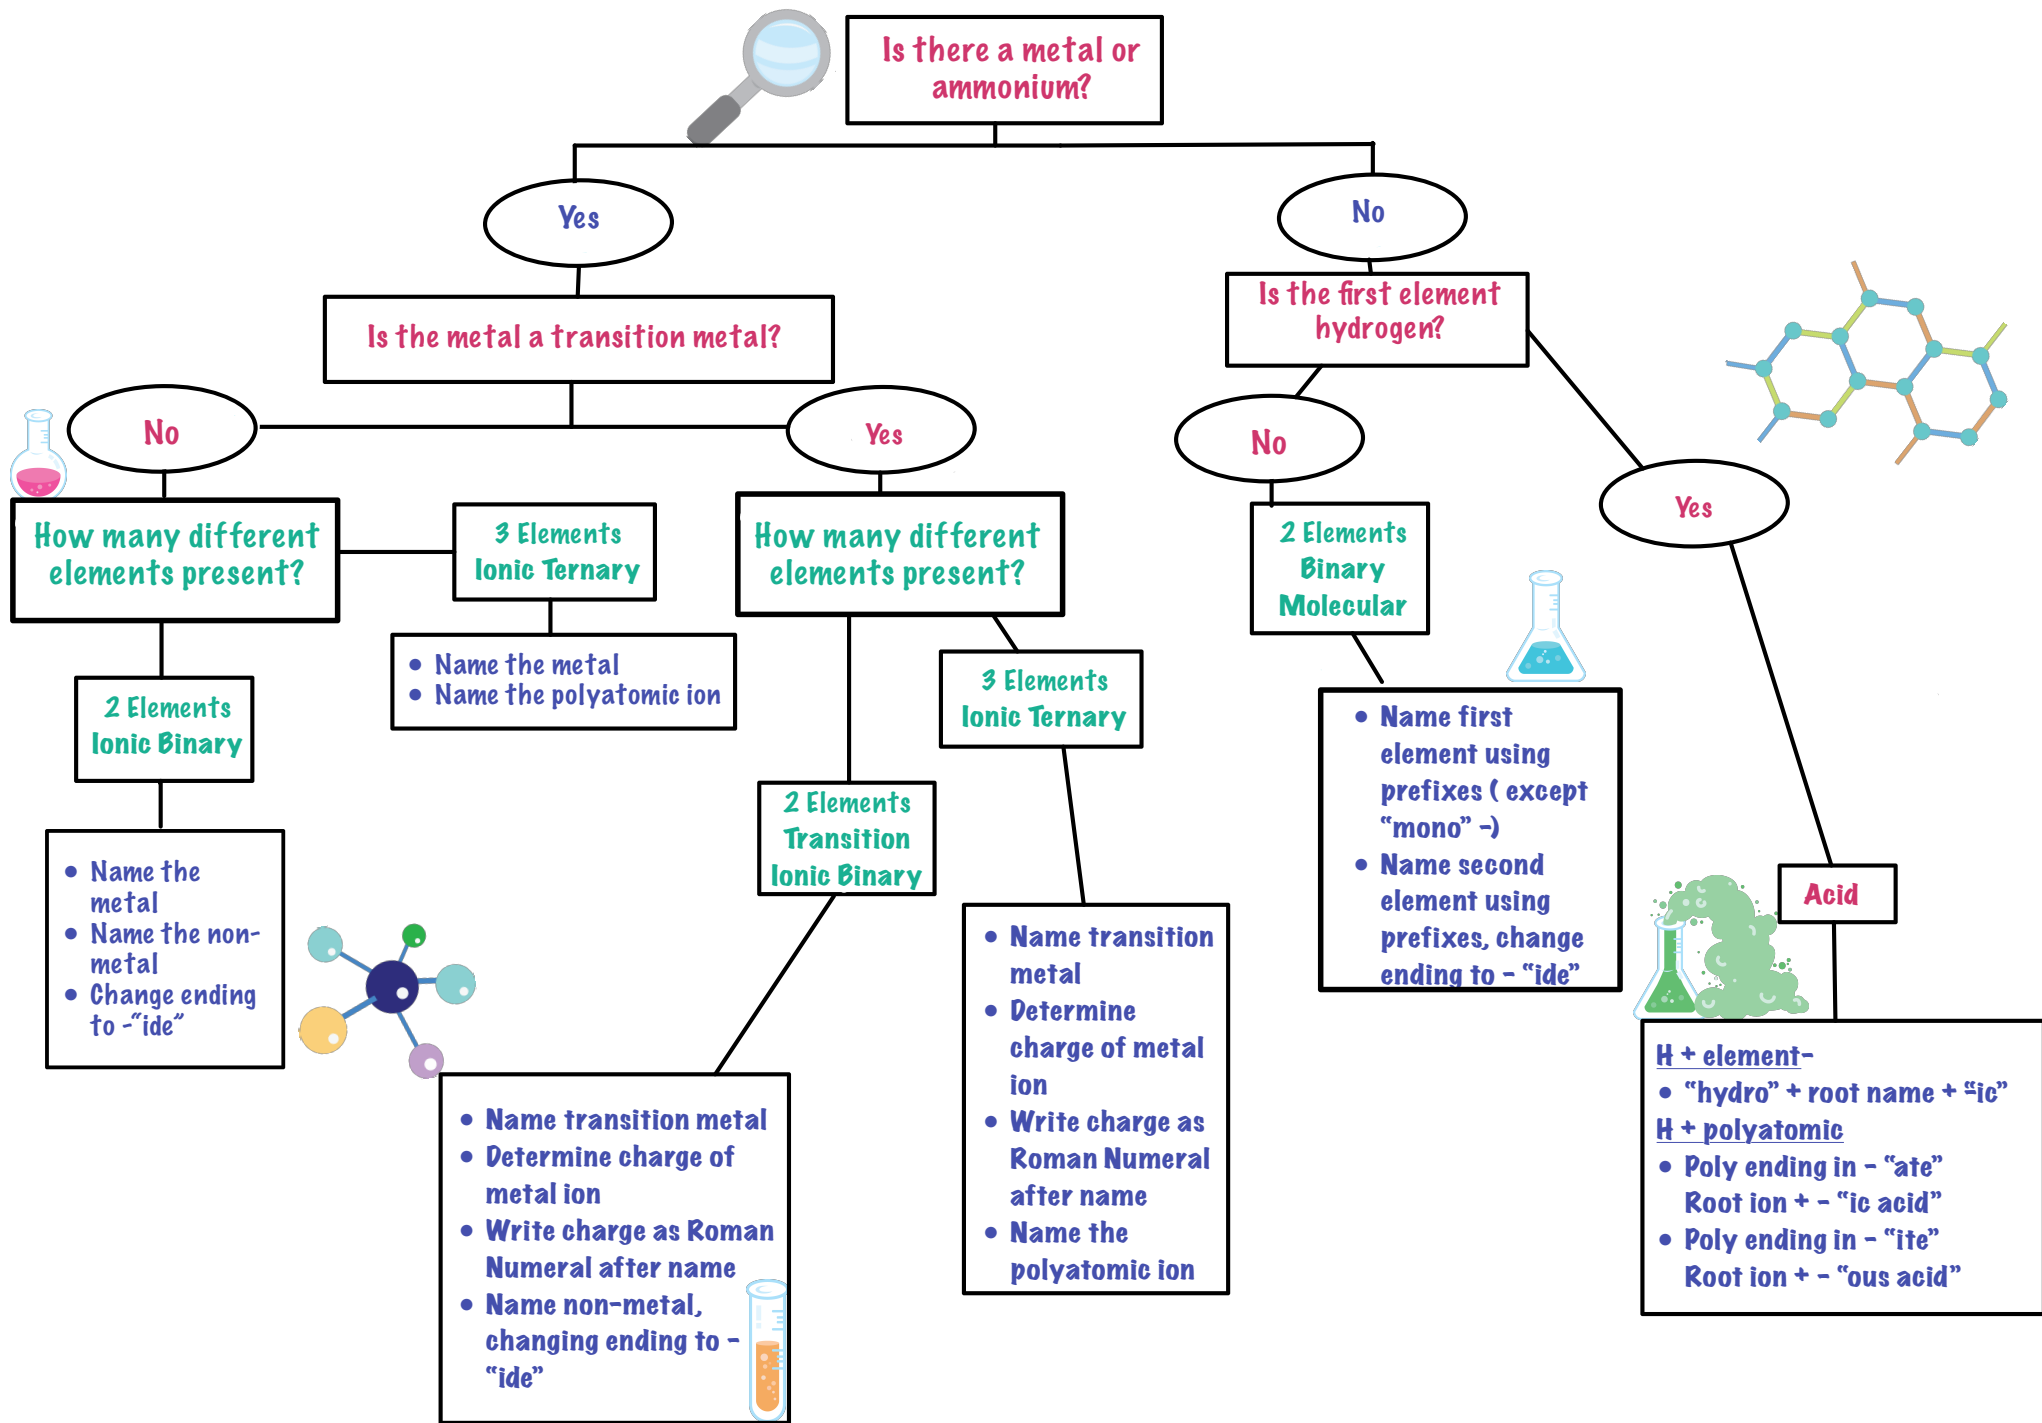 Is there a metal or
ammonium?
Yes
No
Is the metal a transition metal?
Is the first element
hydrogen?
No
Yes
No
Yes
How many different
elements present?
3 Elements
Ionic Ternary
How many different
elements present?
2 Elements
Binary
Molecular
• Name the metal
• Name the polyatomic ion
3 Elements
Ionic Ternary
2 Elements
Ionic Binary
• Name first
element using
prefixes ( except
“mono” -)
• Name second
element using
prefixes, change
ending to - “ide”
2 Elements
Transition
Ionic Binary
• Name the
metal
• Name the non-
metal
• Change ending
to -“ide”
Acid
• Name transition
metal
• Determine
charge of metal
ion
• Write charge as
Roman Numeral
after name
• Name the
polyatomic ion
• Name transition metal
• Determine charge of
metal ion
• Write charge as Roman
Numeral after name
• Name non-metal,
changing ending to -
“ide”
H + element-
• “hydro” + root name + “-ic”
H + polyatomic
• Poly ending in - “ate”
Root ion + - “ic acid”
• Poly ending in - “ite”
Root ion + - “ous acid”